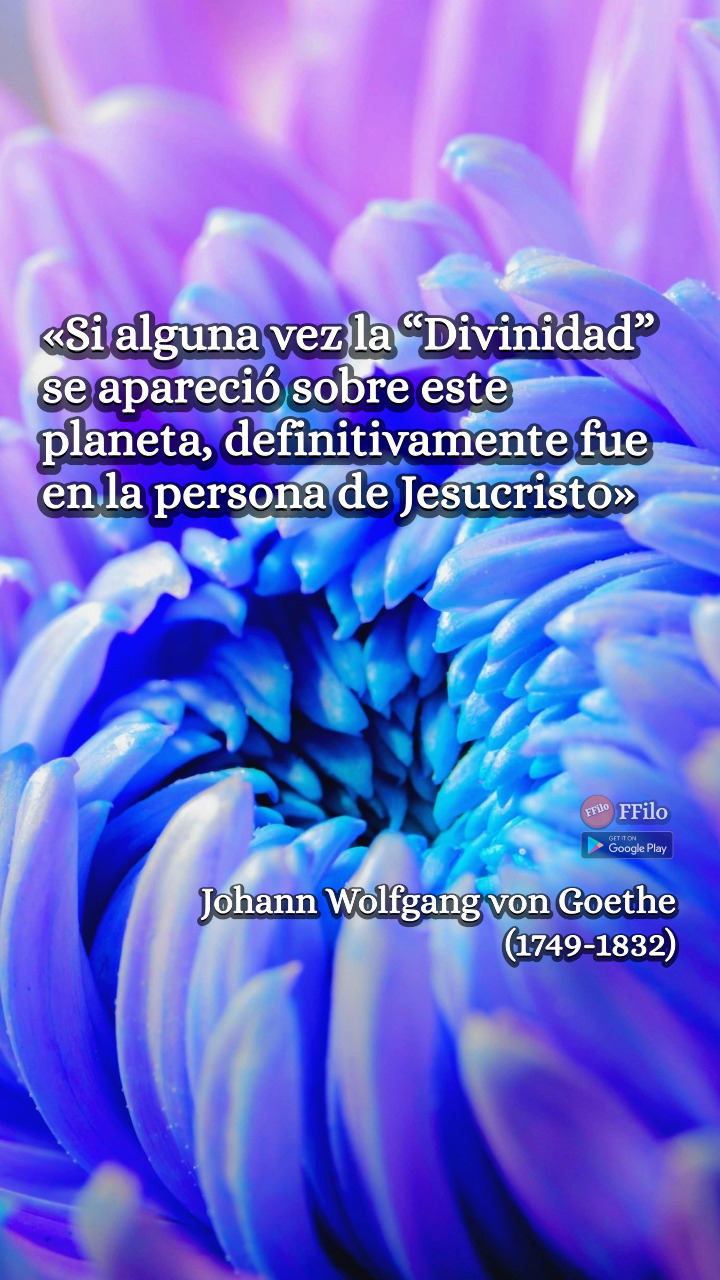 «Si alguna vez la “Divinidad”
se apareció sobre este
planeta, definitivamente fue
en la persona de Jesucristo»
FFilo FFilo
GET IT ON
Google Play
Johann Wolfgang von Goethe
(1749-1832)